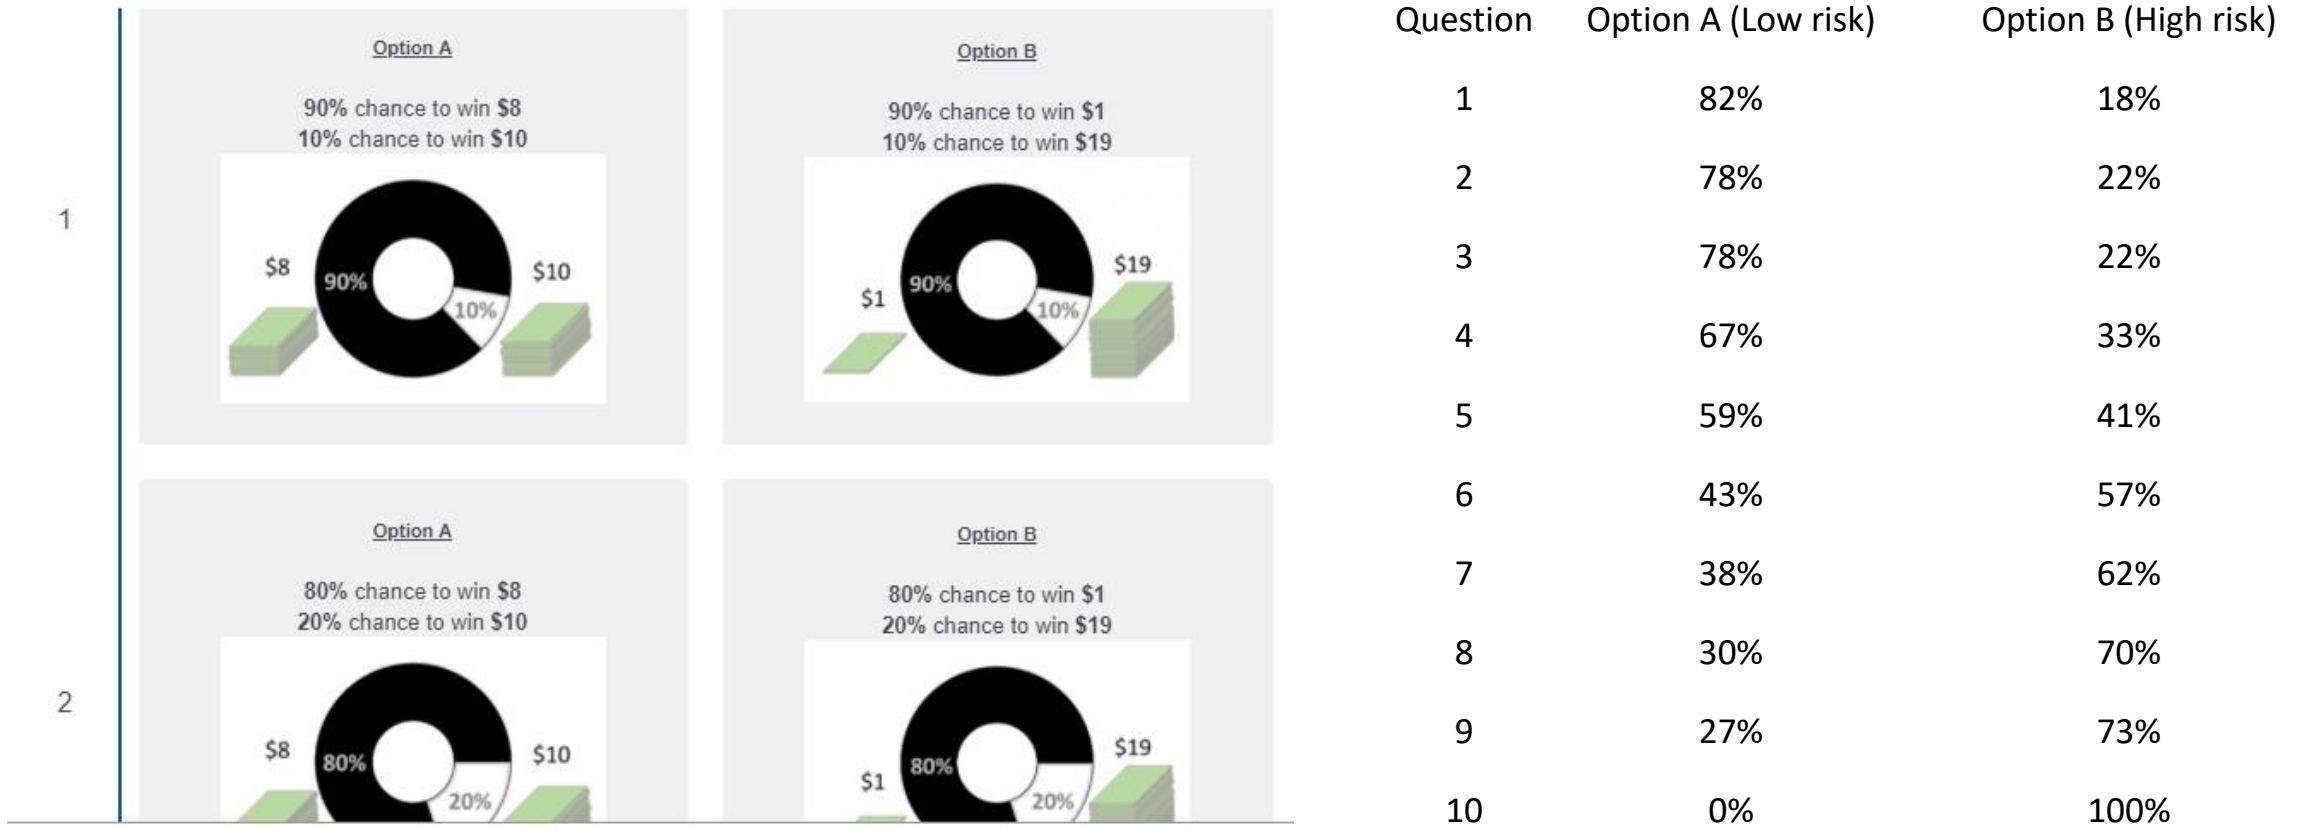 1
Option A
90% chance to win $8
10% chance to win $10
$8
90%
10%
$10
Option B
90% chance to win $1
10% chance to win $19
$1
90%
10%
$19
2
Option A
80% chance to win $8
20% chance to win $10
$8
80%
20%
$10
Option B
80% chance to win $1
20% chance to win $19
$1
80%
20%
$19
Question Option A (Low risk) Option B (High risk)
1 82% 18%
2 78% 22%
3 78% 22%
4 67% 33%
5 59% 41%
6 43% 57%
7 38% 62%
8 30% 70%
9 27% 73%
10 0% 100%